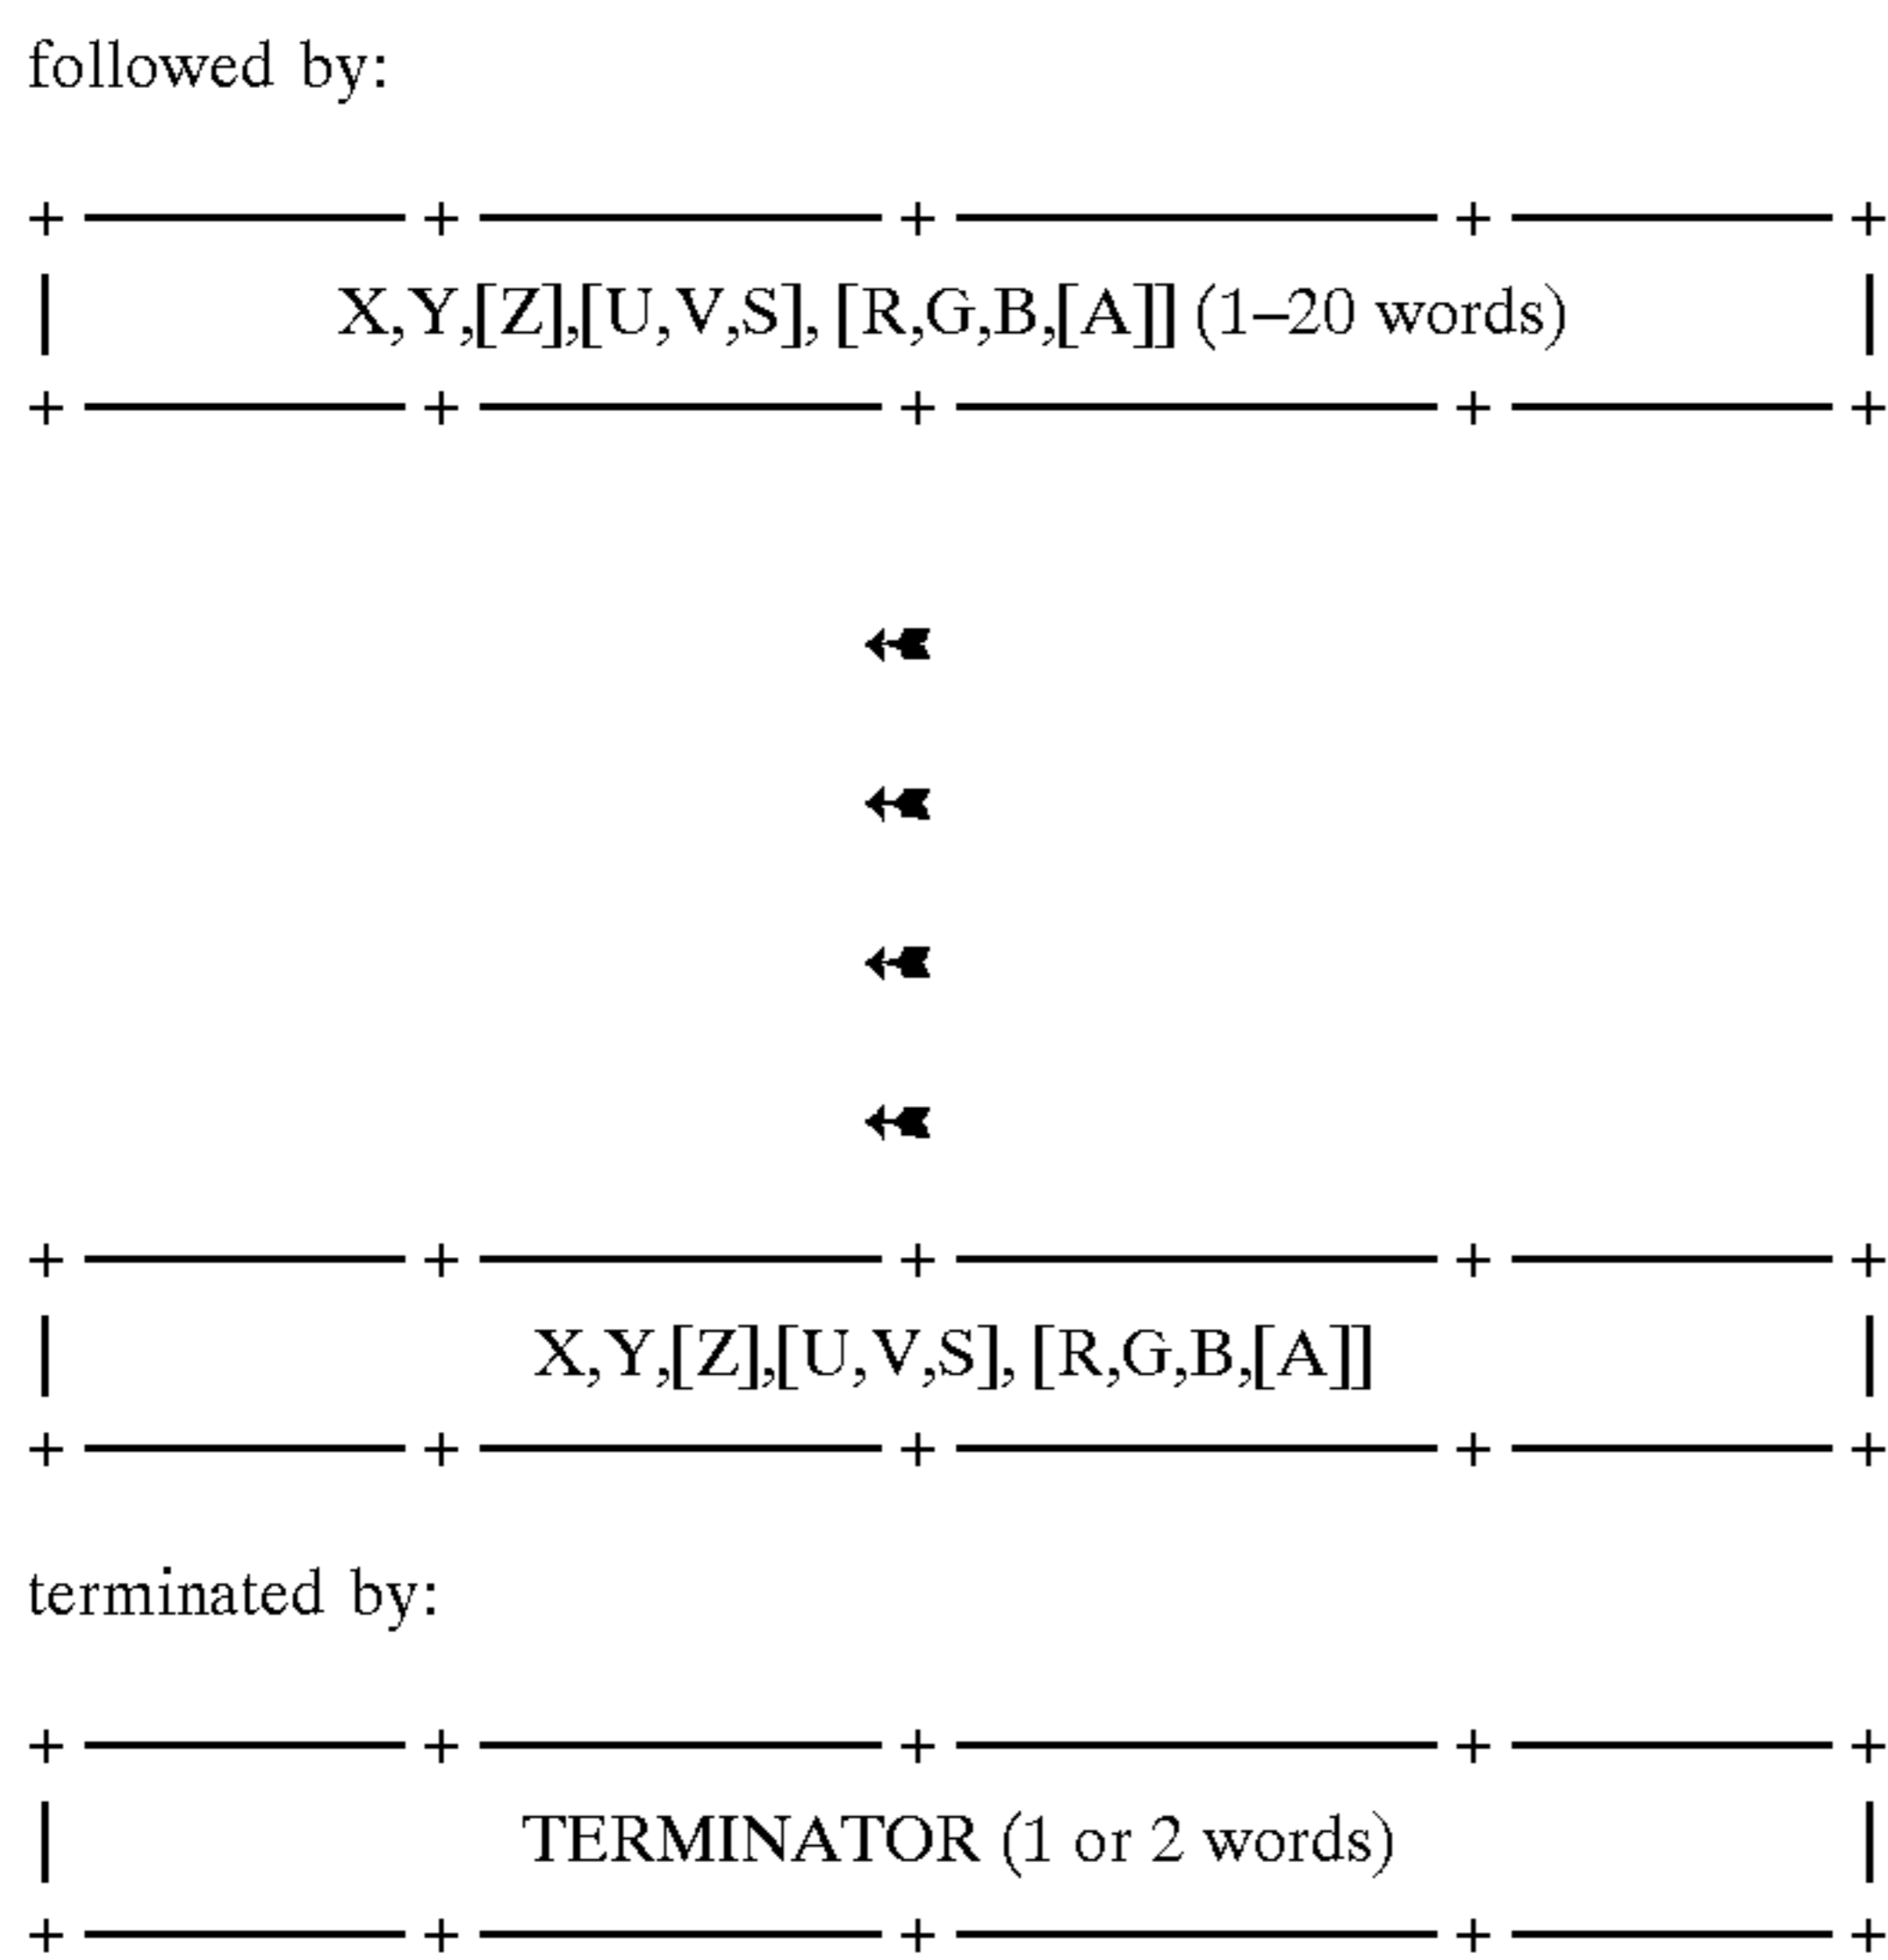 followed by:
+ ———— + ————— + —————— + ———— +
| X,Y,[Z],[U,V,S], [R,G,B,[A]] (1–20 words) |
+ ———— + ————— + —————— + ———— +
➻
➻
➻
➻
+ ———— + ————— + —————— + ———— +
| X,Y,[Z],[U,V,S], [R,G,B,[A]] |
+ ———— + ————— + —————— + ———— +
terminated by:
+ ———— + ————— + —————— + ———— +
| TERMINATOR (1 or 2 words) |
+ ———— + ————— + —————— + ———— +